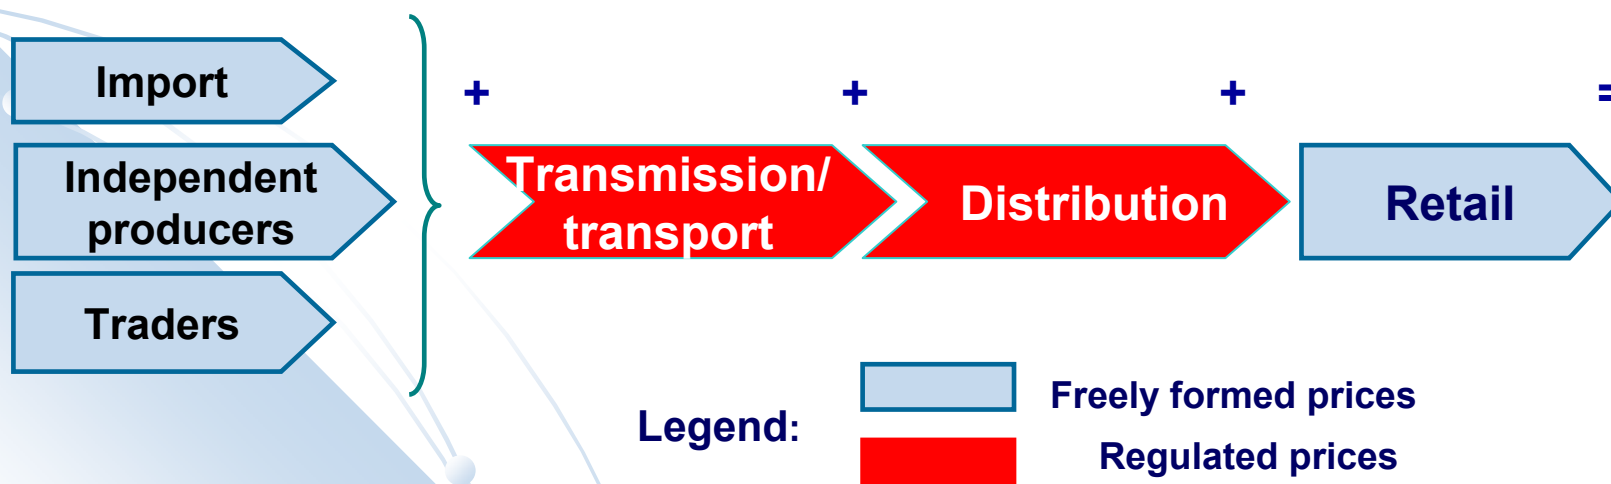 Import
Independent
producers
Traders
+
+
+
=
Transmission/
transport
Distribution
Retail
Legend:
Freely formed prices
Regulated prices